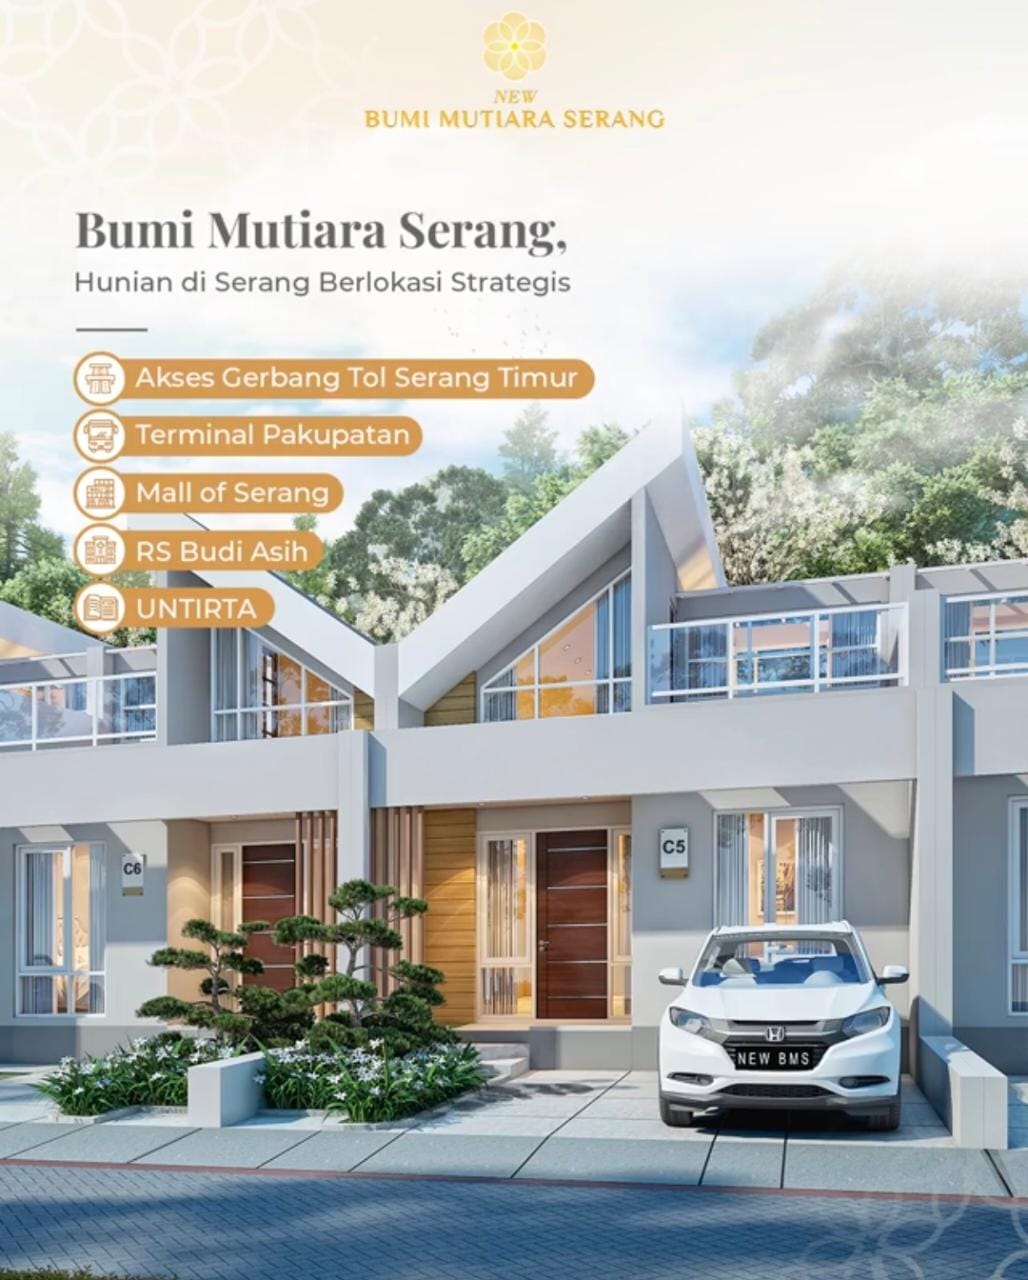 NEW
BUMI MUTIARA SERANG
Bumi Mutiara Serang,
Hunian di Serang Berlokasi Strategis
Akses Gerbang Tol Serang Timur
Terminal Pakupatan
Mall of Serang
RS Budi Asih
UNTIRTA
C6
C5
NEW BMS